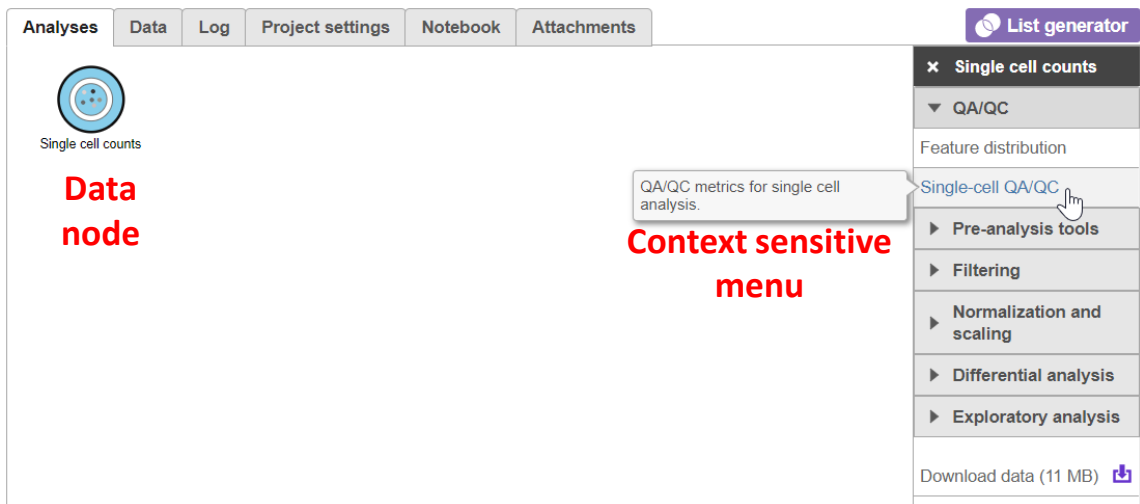 Analyses
Data
Log
Project settings
Notebook
Attachments
List generator
Single cell counts
QA/QC
Feature distribution
Single-cell QA/QC
QA/QC metrics for single cell
analysis.
Pre-analysis tools
Filtering
Normalization and
scaling
Differential analysis
Exploratory analysis
Download data (11 MB)
Single cell counts
Data
node
Context sensitive
menu